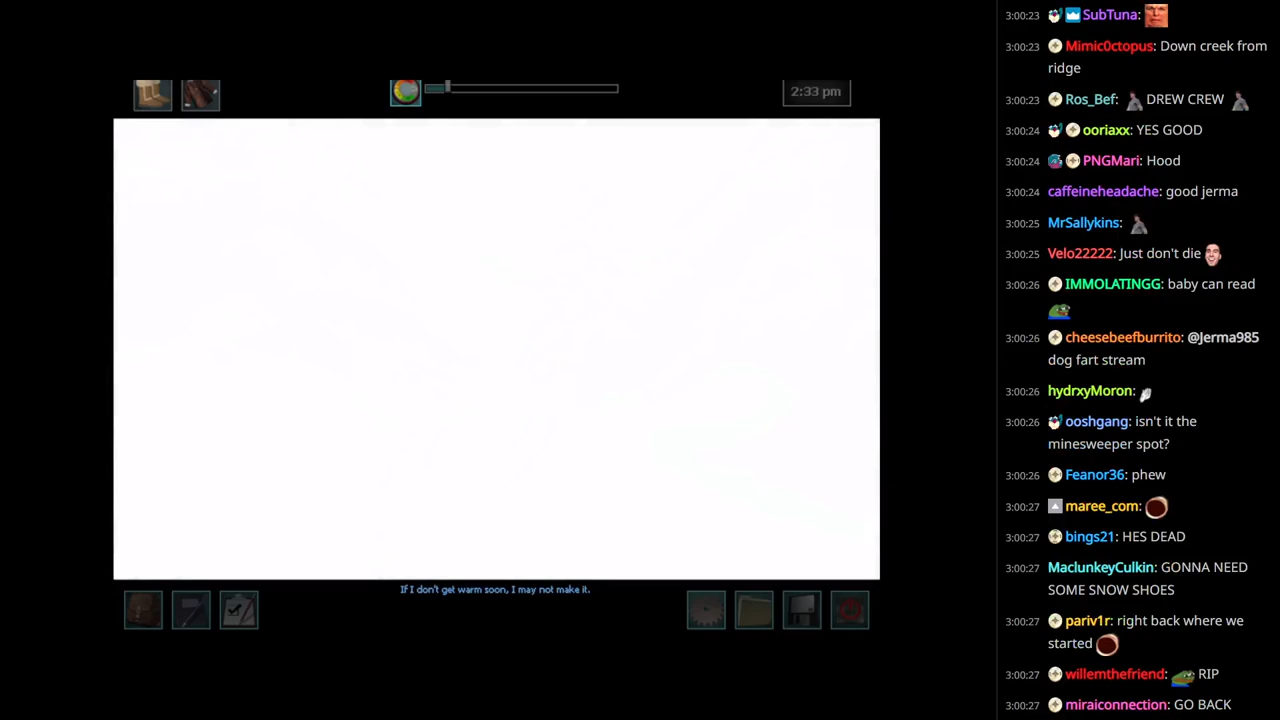 2:33 pm
If I don't get warm soon, I may not make it.
3:00:23 SubTuna:
3:00:23 Mimic0ctopus: Down creek from
ridge
3:00:23 Ros_Bef: DREW CREW
3:00:24 ooriaxx: YES GOOD
3:00:24 PNGMari: Hood
3:00:24 caffeineheadache: good jerma
3:00:25 MrSallykins:
3:00:25 Velo22222: Just don't die
3:00:26 IMMOLATINGG: baby can read
3:00:26 cheesebeefburrito: @Jerma985
dog fart stream
3:00:26 hydrxyMoron:
3:00:26 ooshgang: isn't it the
minesweeper spot?
3:00:26 Feanor36: phew
3:00:27 maree_com:
3:00:27 bings21: HES DEAD
3:00:27 MaclunkeyCulkin: GONNA NEED
SOME SNOW SHOES
3:00:27 pariv1r: right back where we
started
3:00:27 willemthefriend: RIP
3:00:27 miraiconnection: GO BACK